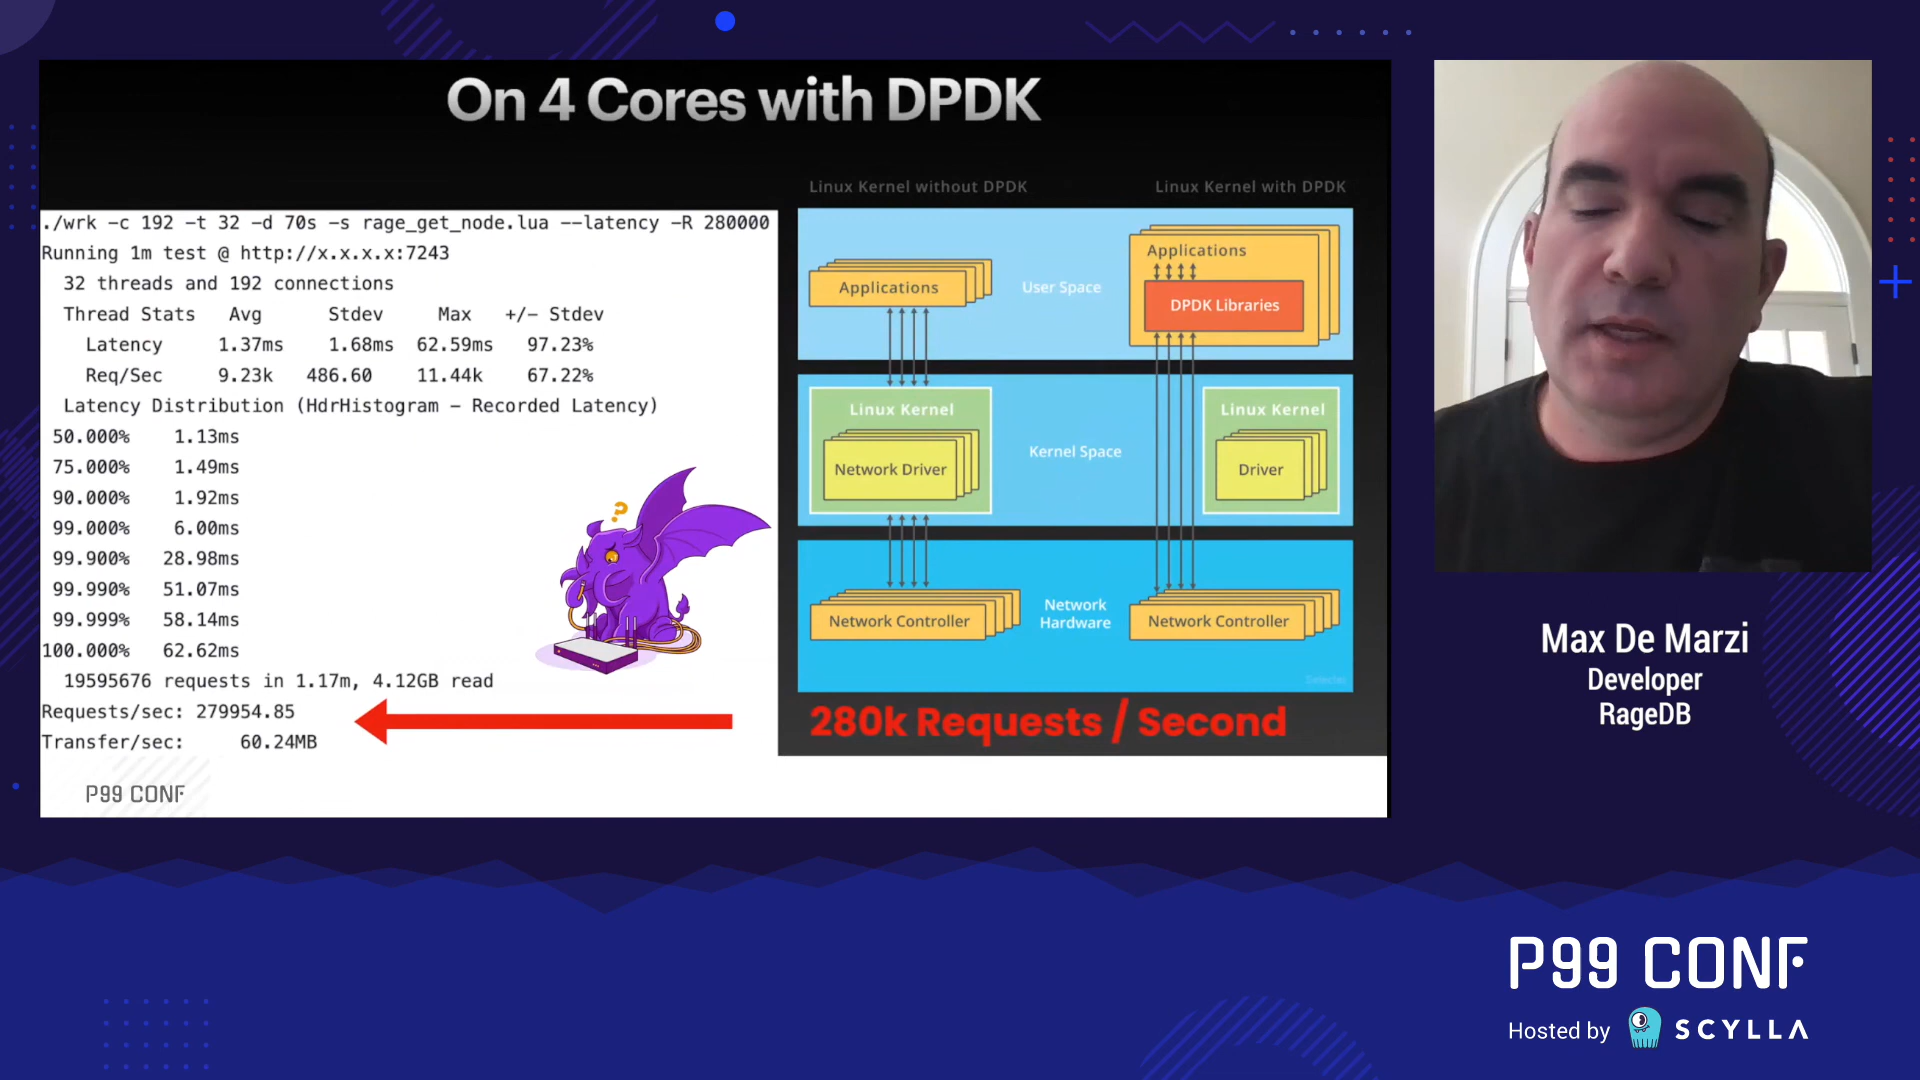 On 4 Cores with DPDK
./wrk -c 192 -t 32 -d 70s -s rage_get_node.lua --latency -R 280000
Running 1m test @ http://x.x.x.x:7243
32 threads and 192 connections
Thread Stats Avg Stdev Max +/- Stdev
Latency 1.37ms 1.68ms 62.59ms 97.23%
Req/Sec 9.23k 486.60 11.44k 67.22%
Latency Distribution (HdrHistogram - Recorded Latency)
50.000% 1.13ms
75.000% 1.49ms
90.000% 1.92ms
99.000% 6.00ms
99.900% 28.98ms
99.990% 51.07ms
99.999% 58.14ms
100.000% 62.62ms
19595676 requests in 1.17m, 4.12GB read
Requests/sec: 279954.85
Transfer/sec: 60.24MB
?
P99 CONF
Linux Kernel without DPDK
Linux Kernel with DPDK
Applications
User Space
Applications
DPDK Libraries
Linux Kernel
Network Driver
Kernel Space
Linux Kernel
Driver
Network Controller
Network
Hardware
Network Controller
280k Requests / Second
Max De Marzi
Developer
RageDB
P99 CONF
Hosted by SCYLLA